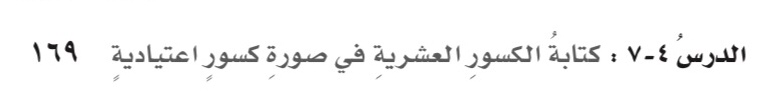 الدرسُ ٤-٧ : كتابةُ الكسورِ العشريةِ في صورةِ كسورٍ اعتياديةٍ ١٦٩